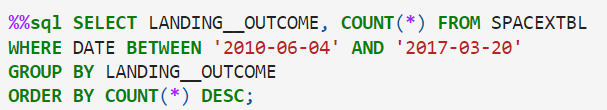 %%sql SELECT LANDING__OUTCOME, COUNT(*) FROM SPACEXTBL
WHERE DATE BETWEEN '2010-06-04' AND '2017-03-20'
GROUP BY LANDING__OUTCOME
ORDER BY COUNT(*) DESC;